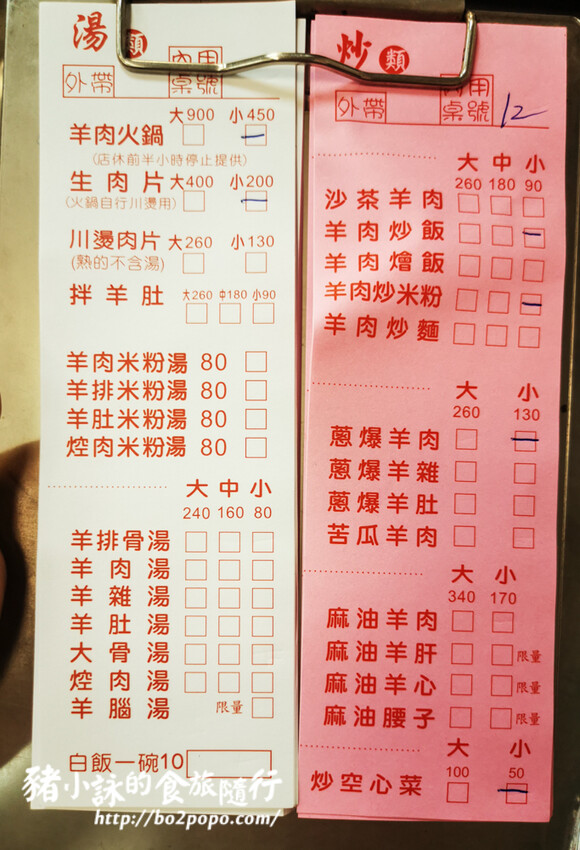 湯 類
外帶 內用桌號
大900 小450
羊肉火鍋
(店休前半小時停止提供)
生肉片 大400 小200
(火鍋自行川燙用)
川燙肉片 大260 小130
(熟的不含湯)
拌羊肚 大260 中180 小90
羊肉米粉湯 80
羊排米粉湯 80
羊肚米粉湯 80
焢肉米粉湯 80
大 中 小
240 160 80
羊排骨湯
羊肉湯
羊雜湯
羊肚湯
大骨湯
焢肉湯
羊腦湯 限量
白飯一碗10
炒 類
外帶 內用桌號 12
大 中 小
260 180 90
沙茶羊肉
羊肉炒飯
羊肉燴飯
羊肉炒米粉
羊肉炒麵
大 小
260 130
蔥爆羊肉
蔥爆羊雜
蔥爆羊肚
苦瓜羊肉
大 小
340 170
麻油羊肉
麻油羊肝 限量
麻油羊心 限量
麻油腰子 限量
大 小
100 50
炒空心菜
豬小詠的食旅隨行
http://bo2popo.com/